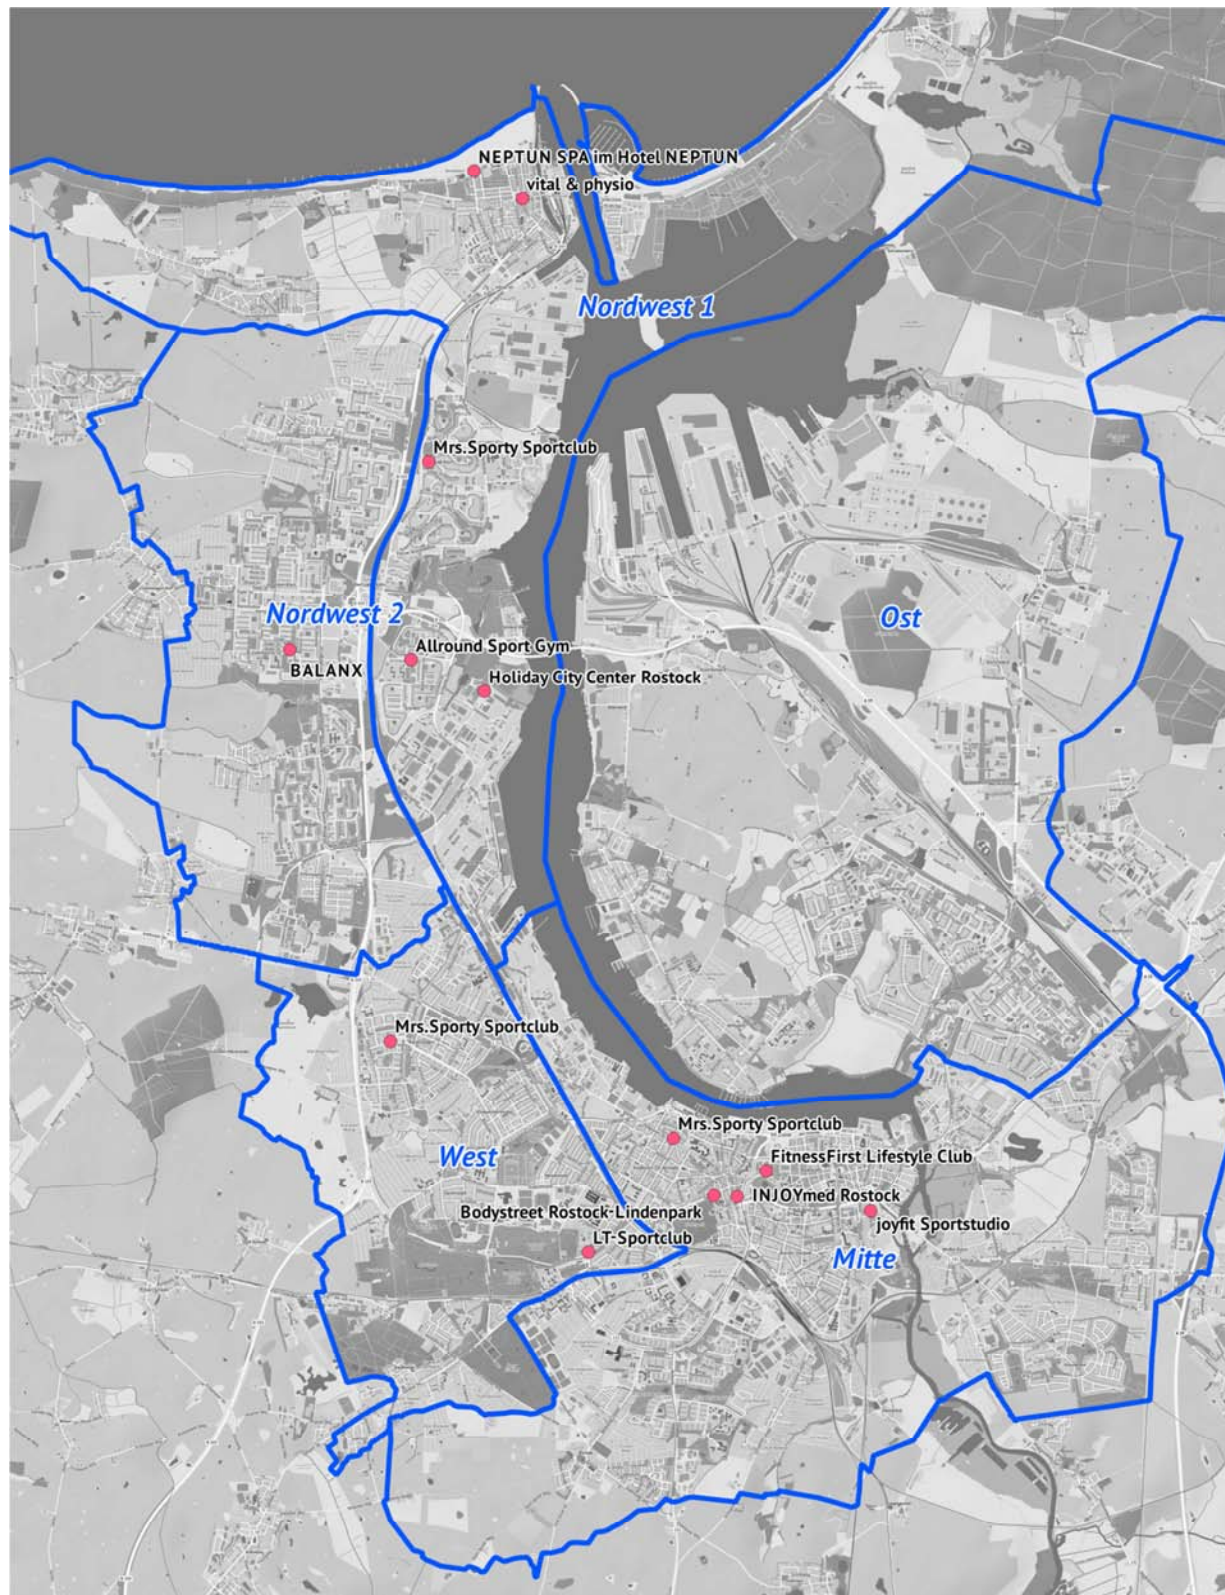 NEPTUN SPA im Hotel NEPTUN
vital & physio
Nordwest 1
Mrs.Sporty Sportclub
Nordwest 2
Ost
Allround Sport Gym
BALANX
Holiday City Center Rostock
Mrs.Sporty Sportclub
Mrs.Sporty Sportclub
West
FitnessFirst Lifestyle Club
INJOYmed Rostock
Bodystreet Rostock-Lindenpark
joyfit Sportstudio
LT-Sportclub
Mitte